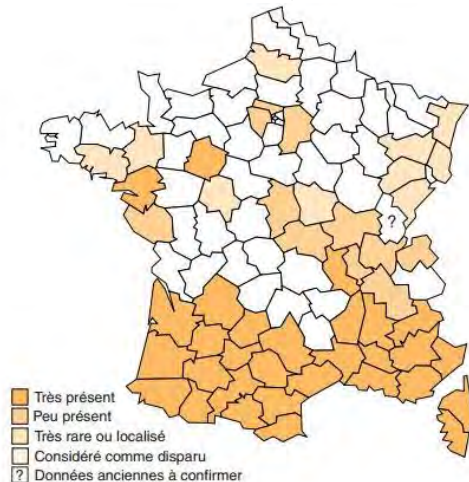 ?
Très présent
Peu présent
Très rare ou localisé
Considéré comme disparu
? Données anciennes à confirmer